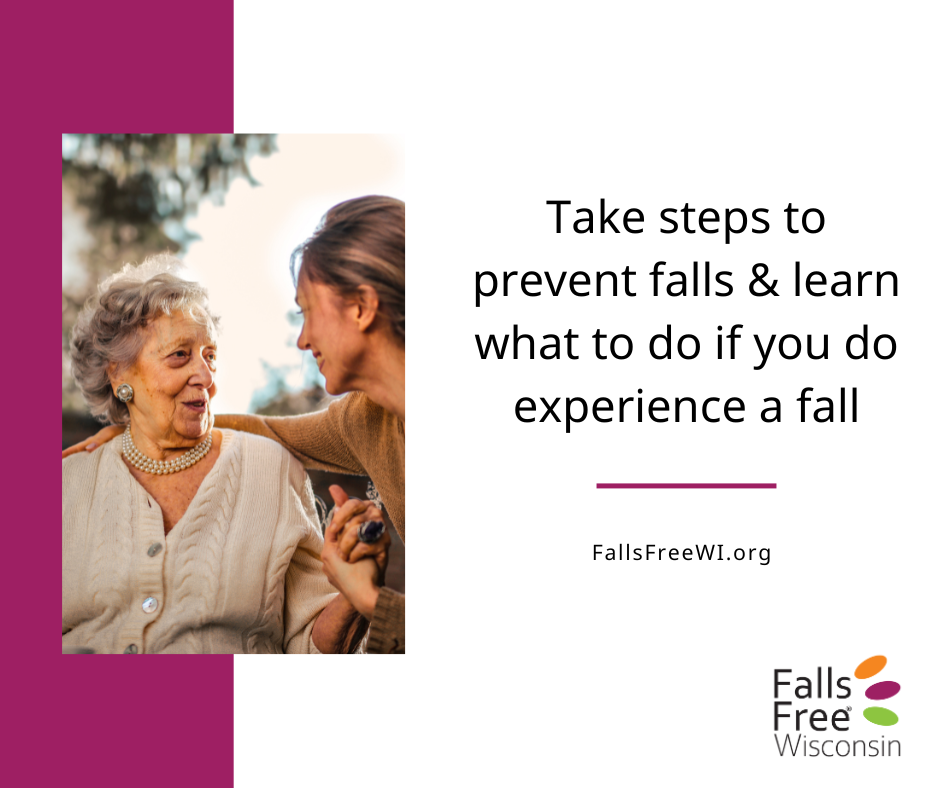 Take steps to
prevent falls & learn
what to do if you do
experience a fall
FallsFreeWI.org
Falls
Free®
Wisconsin